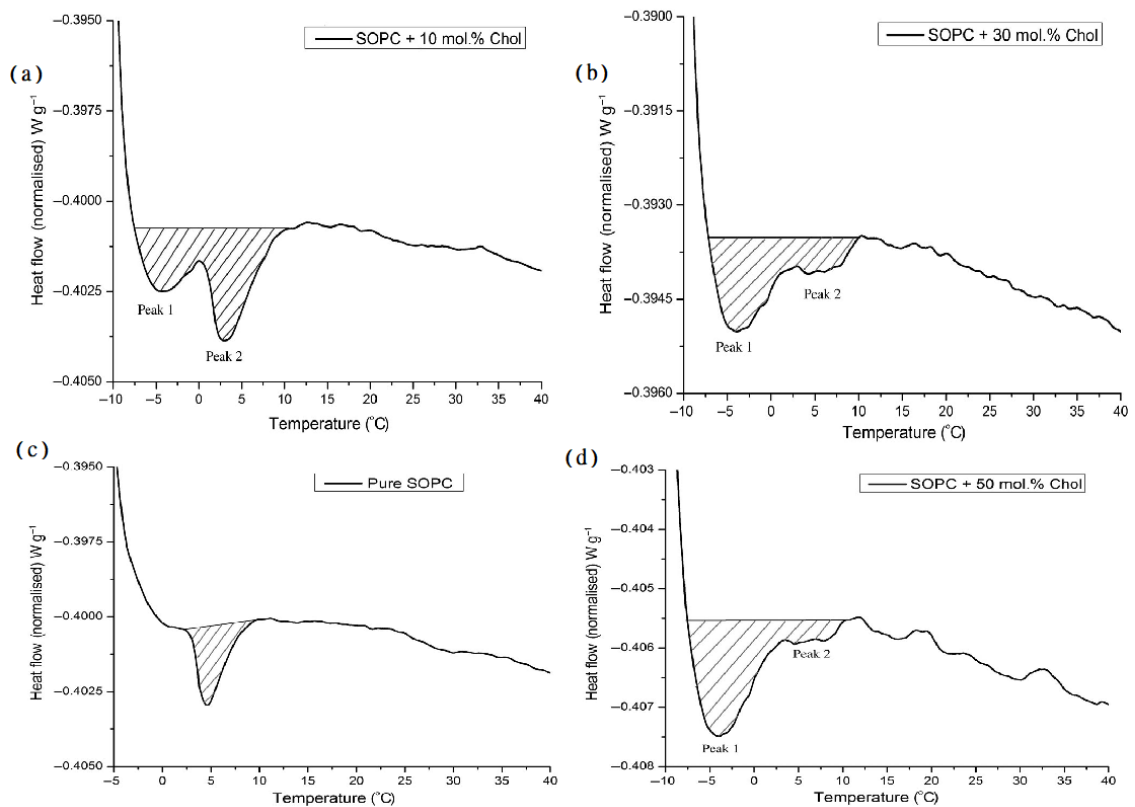 (a)
SOPC + 10 mol.% Chol
Heat flow (normalised) W g⁻¹
−0.3950
−0.3975
−0.4000
−0.4025
−0.4050
Peak 1
Peak 2
−10 −5 0 5 10 15 20 25 30 35 40
Temperature (°C)
(b)
SOPC + 30 mol.% Chol
Heat flow (normalised) W g⁻¹
−0.3900
−0.3915
−0.3930
−0.3945
−0.3960
Peak 2
Peak 1
−10 −5 0 5 10 15 20 25 30 35 40
Temperature (°C)
(c)
Pure SOPC
Heat flow (normalised) W g⁻¹
−0.3950
−0.3975
−0.4000
−0.4025
−0.4050
−5 0 5 10 15 20 25 30 35 40
Temperature (°C)
(d)
SOPC + 50 mol.% Chol
Heat flow (normalised) W g⁻¹
−0.403
−0.404
−0.405
−0.406
−0.407
−0.408
Peak 2
Peak 1
−10 −5 0 5 10 15 20 25 30 35 40
Temperature (°C)